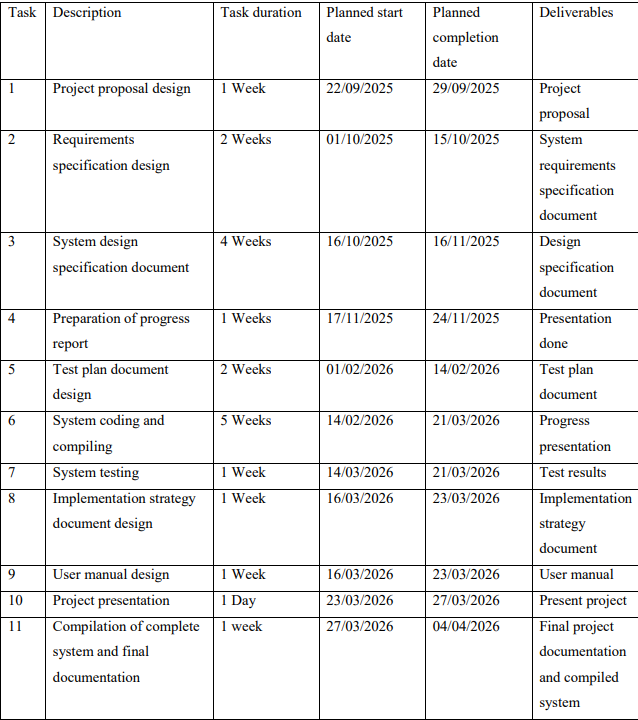 Task Description Task duration Planned start Planned Deliverables
date completion
date
1 Project proposal design 1 Week 22/09/2025 29/09/2025 Project
proposal
2 Requirements 2 Weeks 01/10/2025 15/10/2025 System
specification design requirements
specification
document
3 System design 4 Weeks 16/10/2025 16/11/2025 Design
specification document specification
document
4 Preparation of progress 1 Weeks 17/11/2025 24/11/2025 Presentation
report done
5 Test plan document 2 Weeks 01/02/2026 14/02/2026 Test plan
design document
6 System coding and 5 Weeks 14/02/2026 21/03/2026 Progress
compiling presentation
7 System testing 1 Week 14/03/2026 21/03/2026 Test results
8 Implementation strategy 1 Week 16/03/2026 23/03/2026 Implementation
document design strategy
document
9 User manual design 1 Week 16/03/2026 23/03/2026 User manual
10 Project presentation 1 Day 23/03/2026 27/03/2026 Present project
11 Compilation of complete 1 week 27/03/2026 04/04/2026 Final project
system and final documentation
documentation and compiled
system